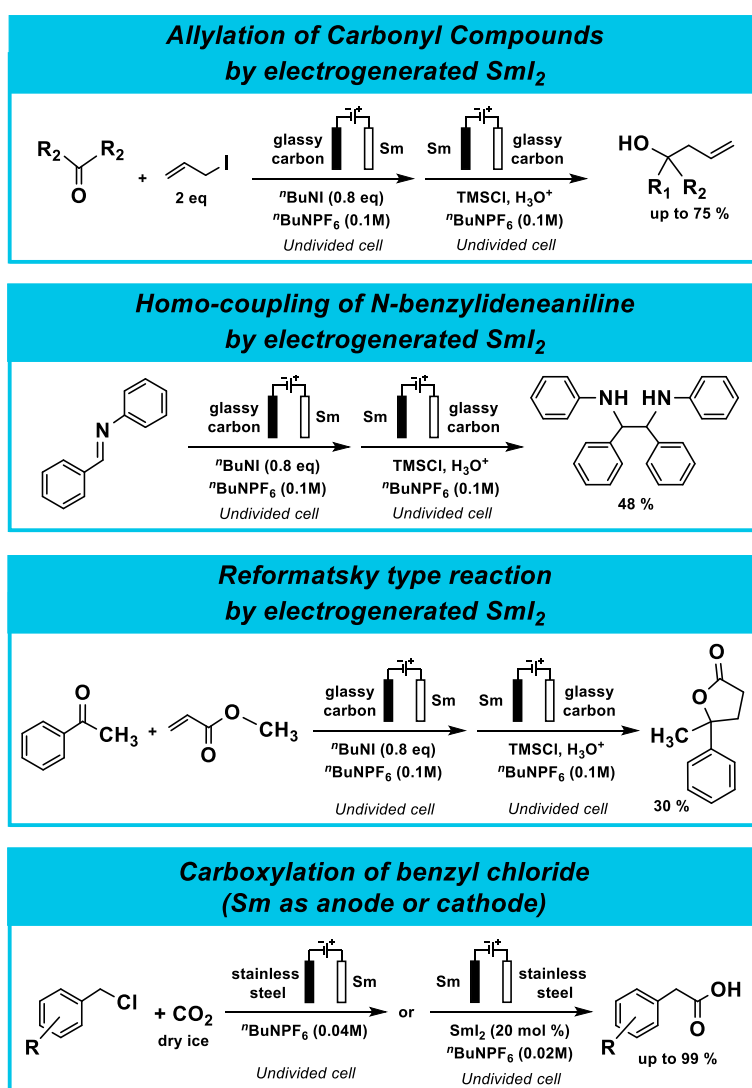 Allylation of Carbonyl Compounds
by electrogenerated SmI2
R2 R2
O
+
I
2 eq
glassy
carbon
- +
Sm
nBuNI (0.8 eq)
nBuNPF6 (0.1M)
Undivided cell
Sm
- +
glassy
carbon
TMSCl, H3O+
nBuNPF6 (0.1M)
Undivided cell
HO
R1 R2
up to 75 %
Homo-coupling of N-benzylideneaniline
by electrogenerated SmI2
N
glassy
carbon
- +
Sm
nBuNI (0.8 eq)
nBuNPF6 (0.1M)
Undivided cell
Sm
- +
glassy
carbon
TMSCl, H3O+
nBuNPF6 (0.1M)
Undivided cell
NH HN
48 %
Reformatsky type reaction
by electrogenerated SmI2
O
CH3
+
O
O
CH3
glassy
carbon
- +
Sm
nBuNI (0.8 eq)
nBuNPF6 (0.1M)
Undivided cell
Sm
- +
glassy
carbon
TMSCl, H3O+
nBuNPF6 (0.1M)
Undivided cell
O
O
H3C
30 %
Carboxylation of benzyl chloride
(Sm as anode or cathode)
Cl
R
+ CO2
dry ice
stainless
steel
- +
Sm
nBuNPF6 (0.04M)
Undivided cell
or
Sm
- +
stainless
steel
SmI2 (20 mol %)
nBuNPF6 (0.02M)
Undivided cell
OH
O
R
up to 99 %